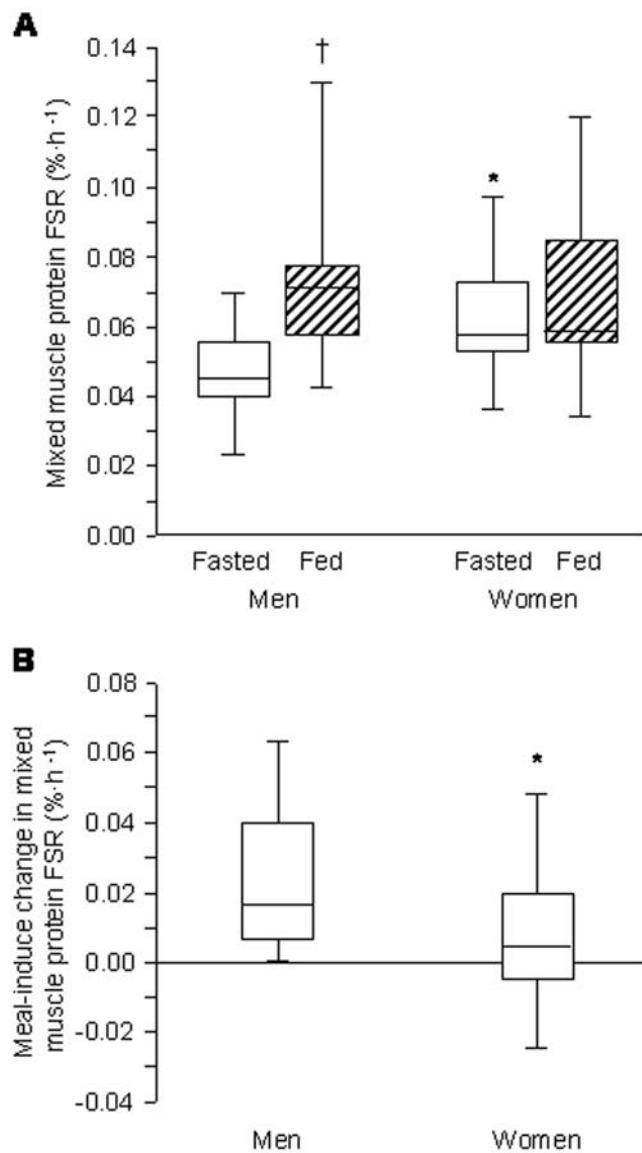 A
Mixed muscle protein FSR (%·h⁻¹)
0.14
0.12
0.10
0.08
0.06
0.04
0.02
0.00
†
*
Fasted Fed Fasted Fed
Men Women
B
Meal-induce change in mixed
muscle protein FSR (%·h⁻¹)
0.08
0.06
0.04
0.02
0.00
-0.02
-0.04
*
Men Women